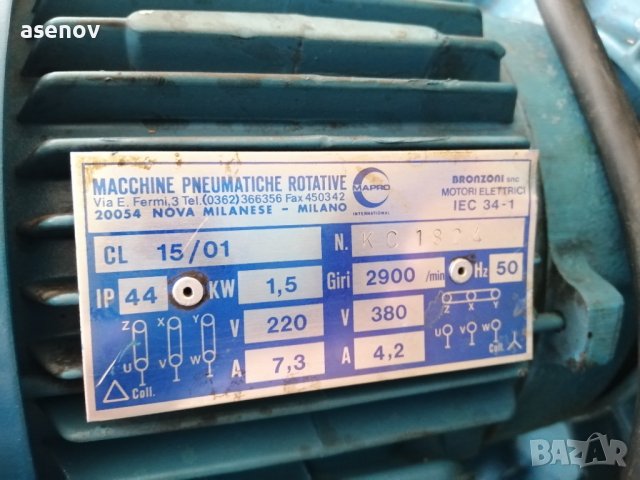 asenov
MACCHINE PNEUMATICHE ROTATIVE
Via E. Fermi,3 Tel.(0362)366356 Fax 450342
20054 NOVA MILANESE - MILANO
MAPRO
INTERNATIONAL
BRONZONI snc
MOTORI ELETTRICI
IEC 34-1
CL 15/01 N.
IP 44 KW 1,5 Giri 2900 /min Hz 50
V 220 V 380
A 7,3 A 4,2
Z X Y
U V W
Coll.
Z X Y
U V W
Coll.
BAZAR